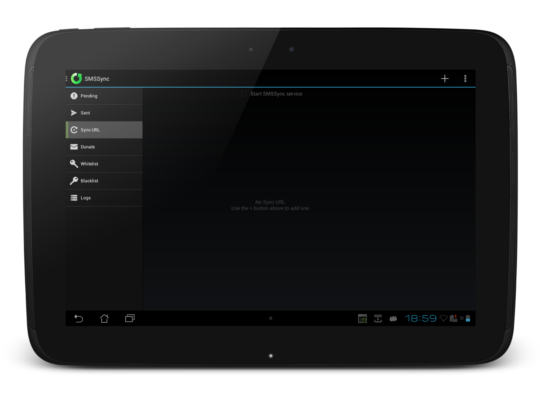 SMSSync
Pending
Sent
Sync URL
Donate
Whitelist
Blacklist
Logs
Start SMSSync service
No Sync URL.
Use the + button above to add one
18:59